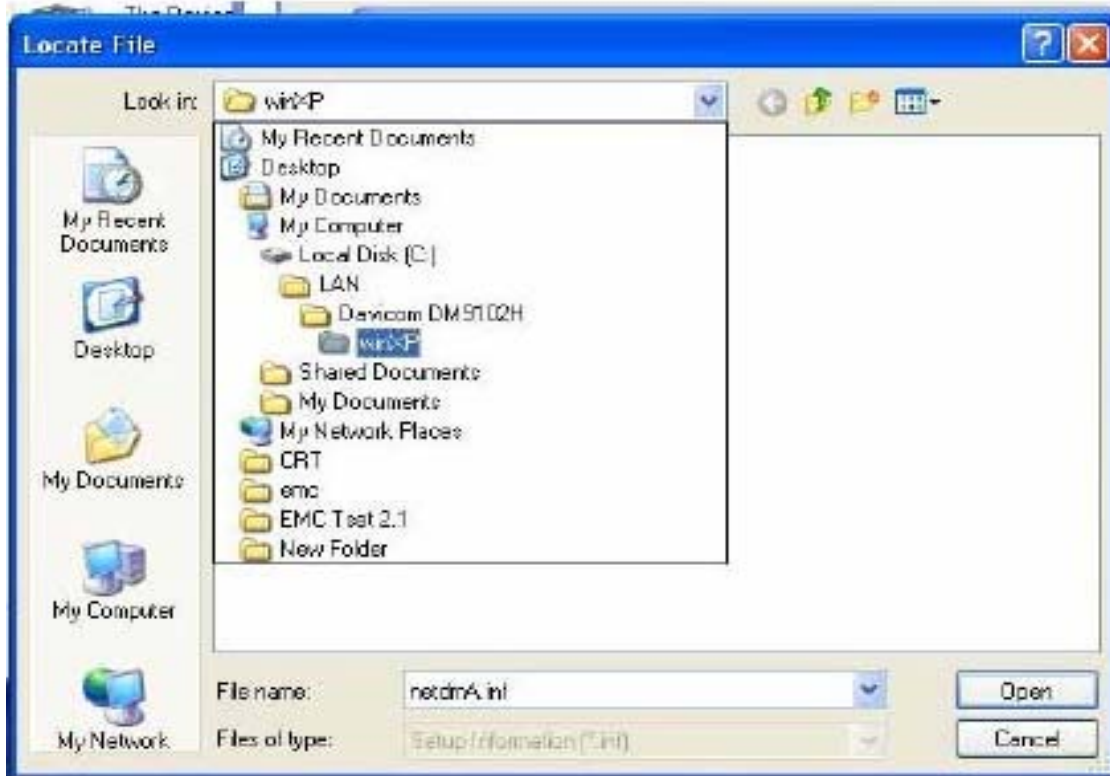 Locate File
Look in:
winXP
My Recent Documents
Desktop
My Documents
My Computer
Local Disk (C:)
LAN
Davicom DM9102H
winXP
Shared Documents
My Documents
My Network Places
CRT
emc
EMC Test 2.1
New Folder
My Recent
Documents
Desktop
My Documents
My Computer
My Network
File name:
netdmA.inf
Open
Files of type:
Setup Information (*.inf)
Cancel